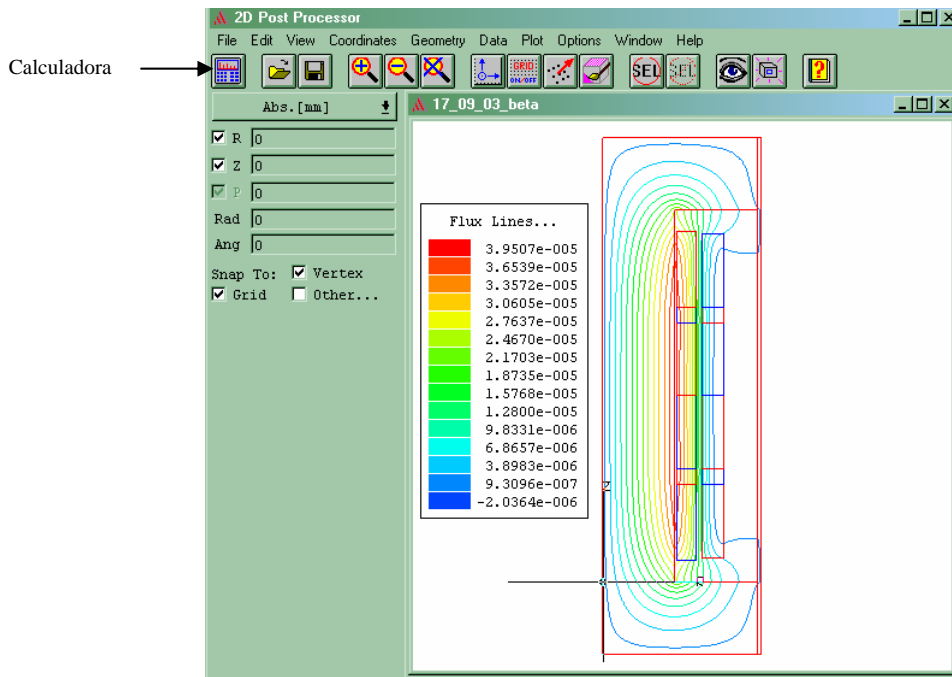 2D Post Processor
File Edit View Coordinates Geometry Data Plot Options Window Help
Calculadora
GRID
ON/OFF
SEL
SEL
?
Abs.[mm]
17_09_03_beta
R 0
Z 0
P 0
Rad 0
Ang 0
Snap To: Vertex
Grid Other...
Flux Lines...
3.9507e-005
3.6539e-005
3.3572e-005
3.0605e-005
2.7637e-005
2.4670e-005
2.1703e-005
1.8735e-005
1.5768e-005
1.2800e-005
9.8331e-006
6.8657e-006
3.8983e-006
9.3096e-007
-2.0364e-006